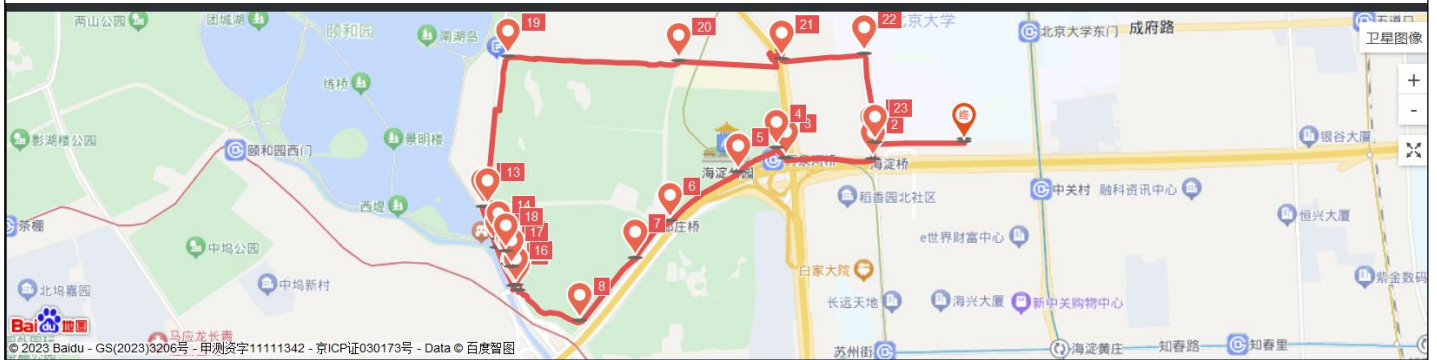 两山公园
团城湖
颐和园
南湖岛
19
20
21
22
北京大学
北京大学东门
成府路
五道口
卫星图像
+
-
练桥
影湖楼公园
颐和园西门
景明楼
4
3
5
23
2
终
海淀公园
万泉河桥
海淀桥
银谷大厦
13
6
中关村
融科资讯中心
稻香园北社区
西堤
14
18
17
16
7
恒兴大厦
茶棚
中坞公园
e世界财富中心
8
白家大院
紫金数码
北坞嘉园
中坞新村
长远天地
海兴大厦
新中关购物中心
Bai du 地图
马应龙长青
© 2023 Baidu - GS(2023)3206号 - 甲测资字11111342 - 京ICP证030173号 - Data © 百度智图
苏州街
海淀黄庄
知春路
知春里